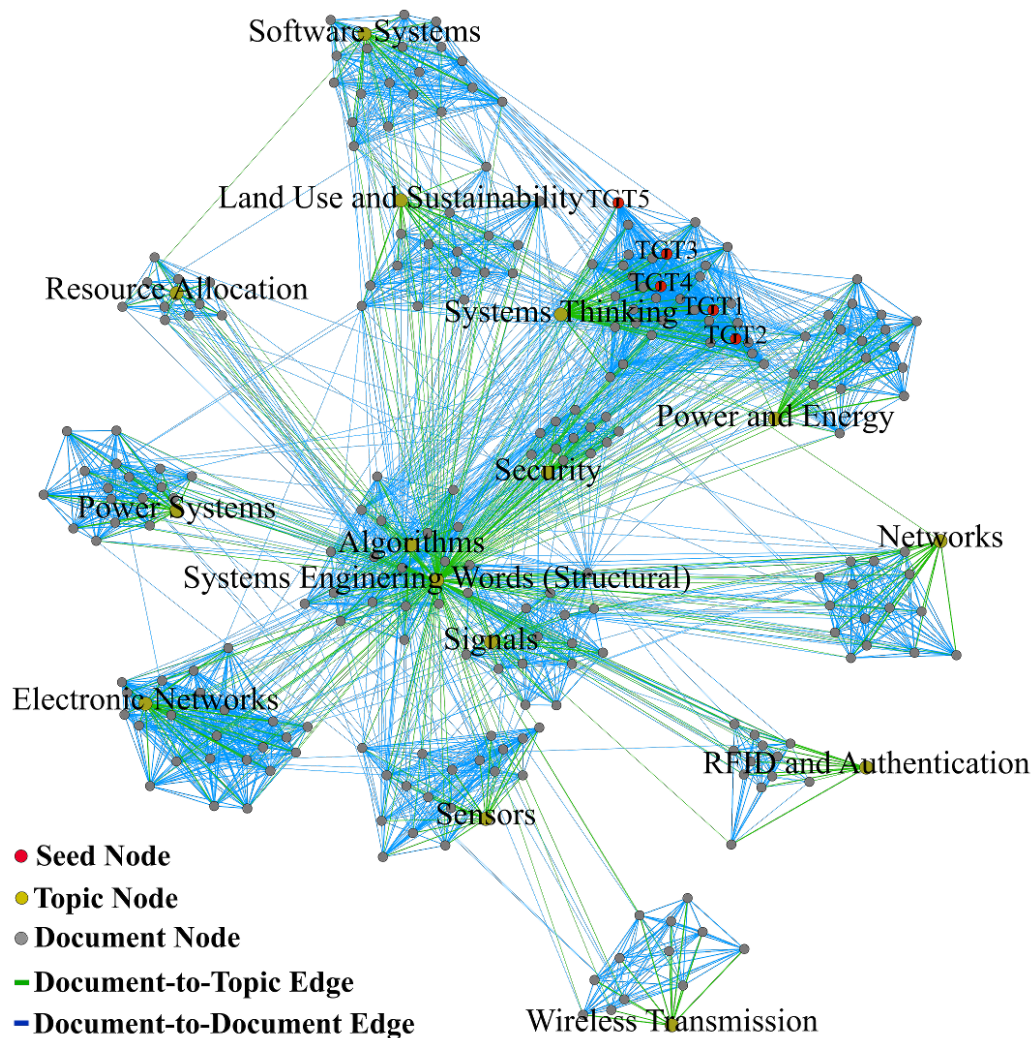 Software Systems
Land Use and Sustainability
TGT5
TGT3
Resource Allocation
TGT4
Systems Thinking
TGT1
TGT2
Power and Energy
Security
Power Systems
Algorithms
Networks
Systems Enginering Words (Structural)
Signals
Electronic Networks
RFID and Authentication
Sensors
Seed Node
Topic Node
Document Node
Document-to-Topic Edge
Document-to-Document Edge
Wireless Transmission